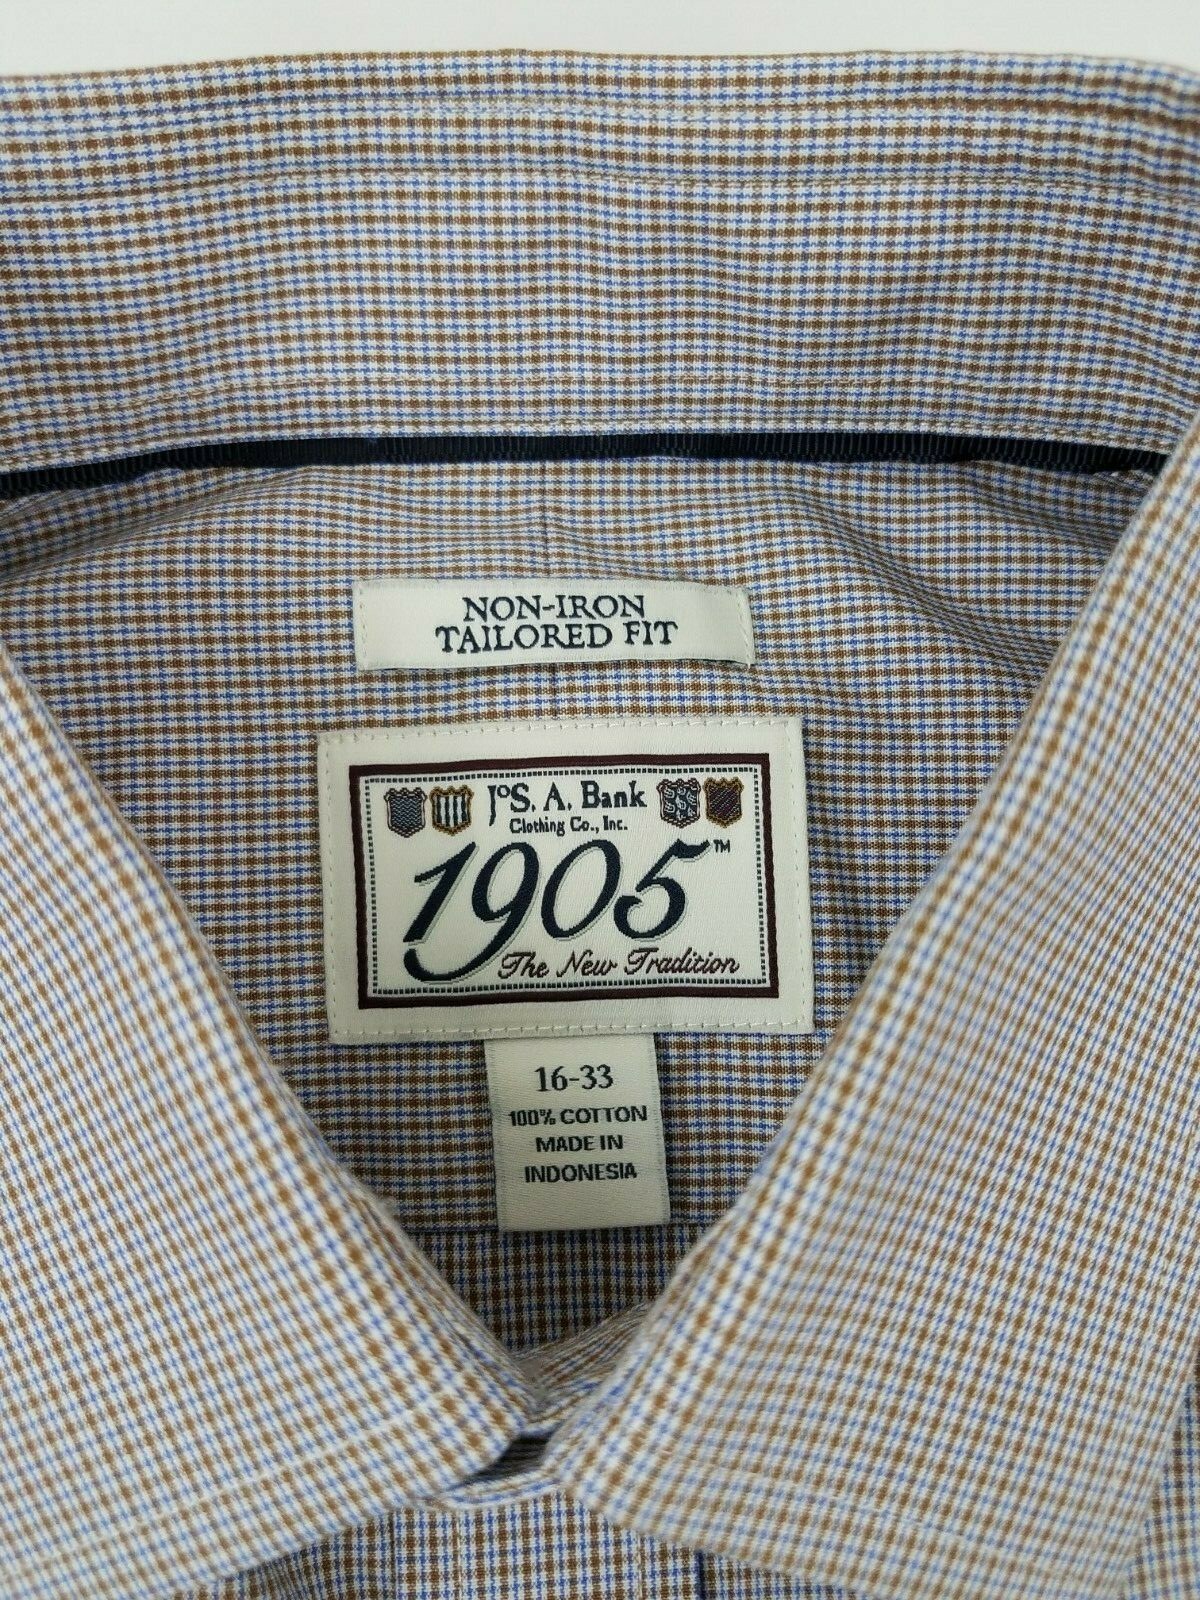 NON-IRON
TAILORED FIT
JoS. A. Bank
Clothing Co., Inc.
1905™
The New Tradition
16-33
100% COTTON
MADE IN
INDONESIA